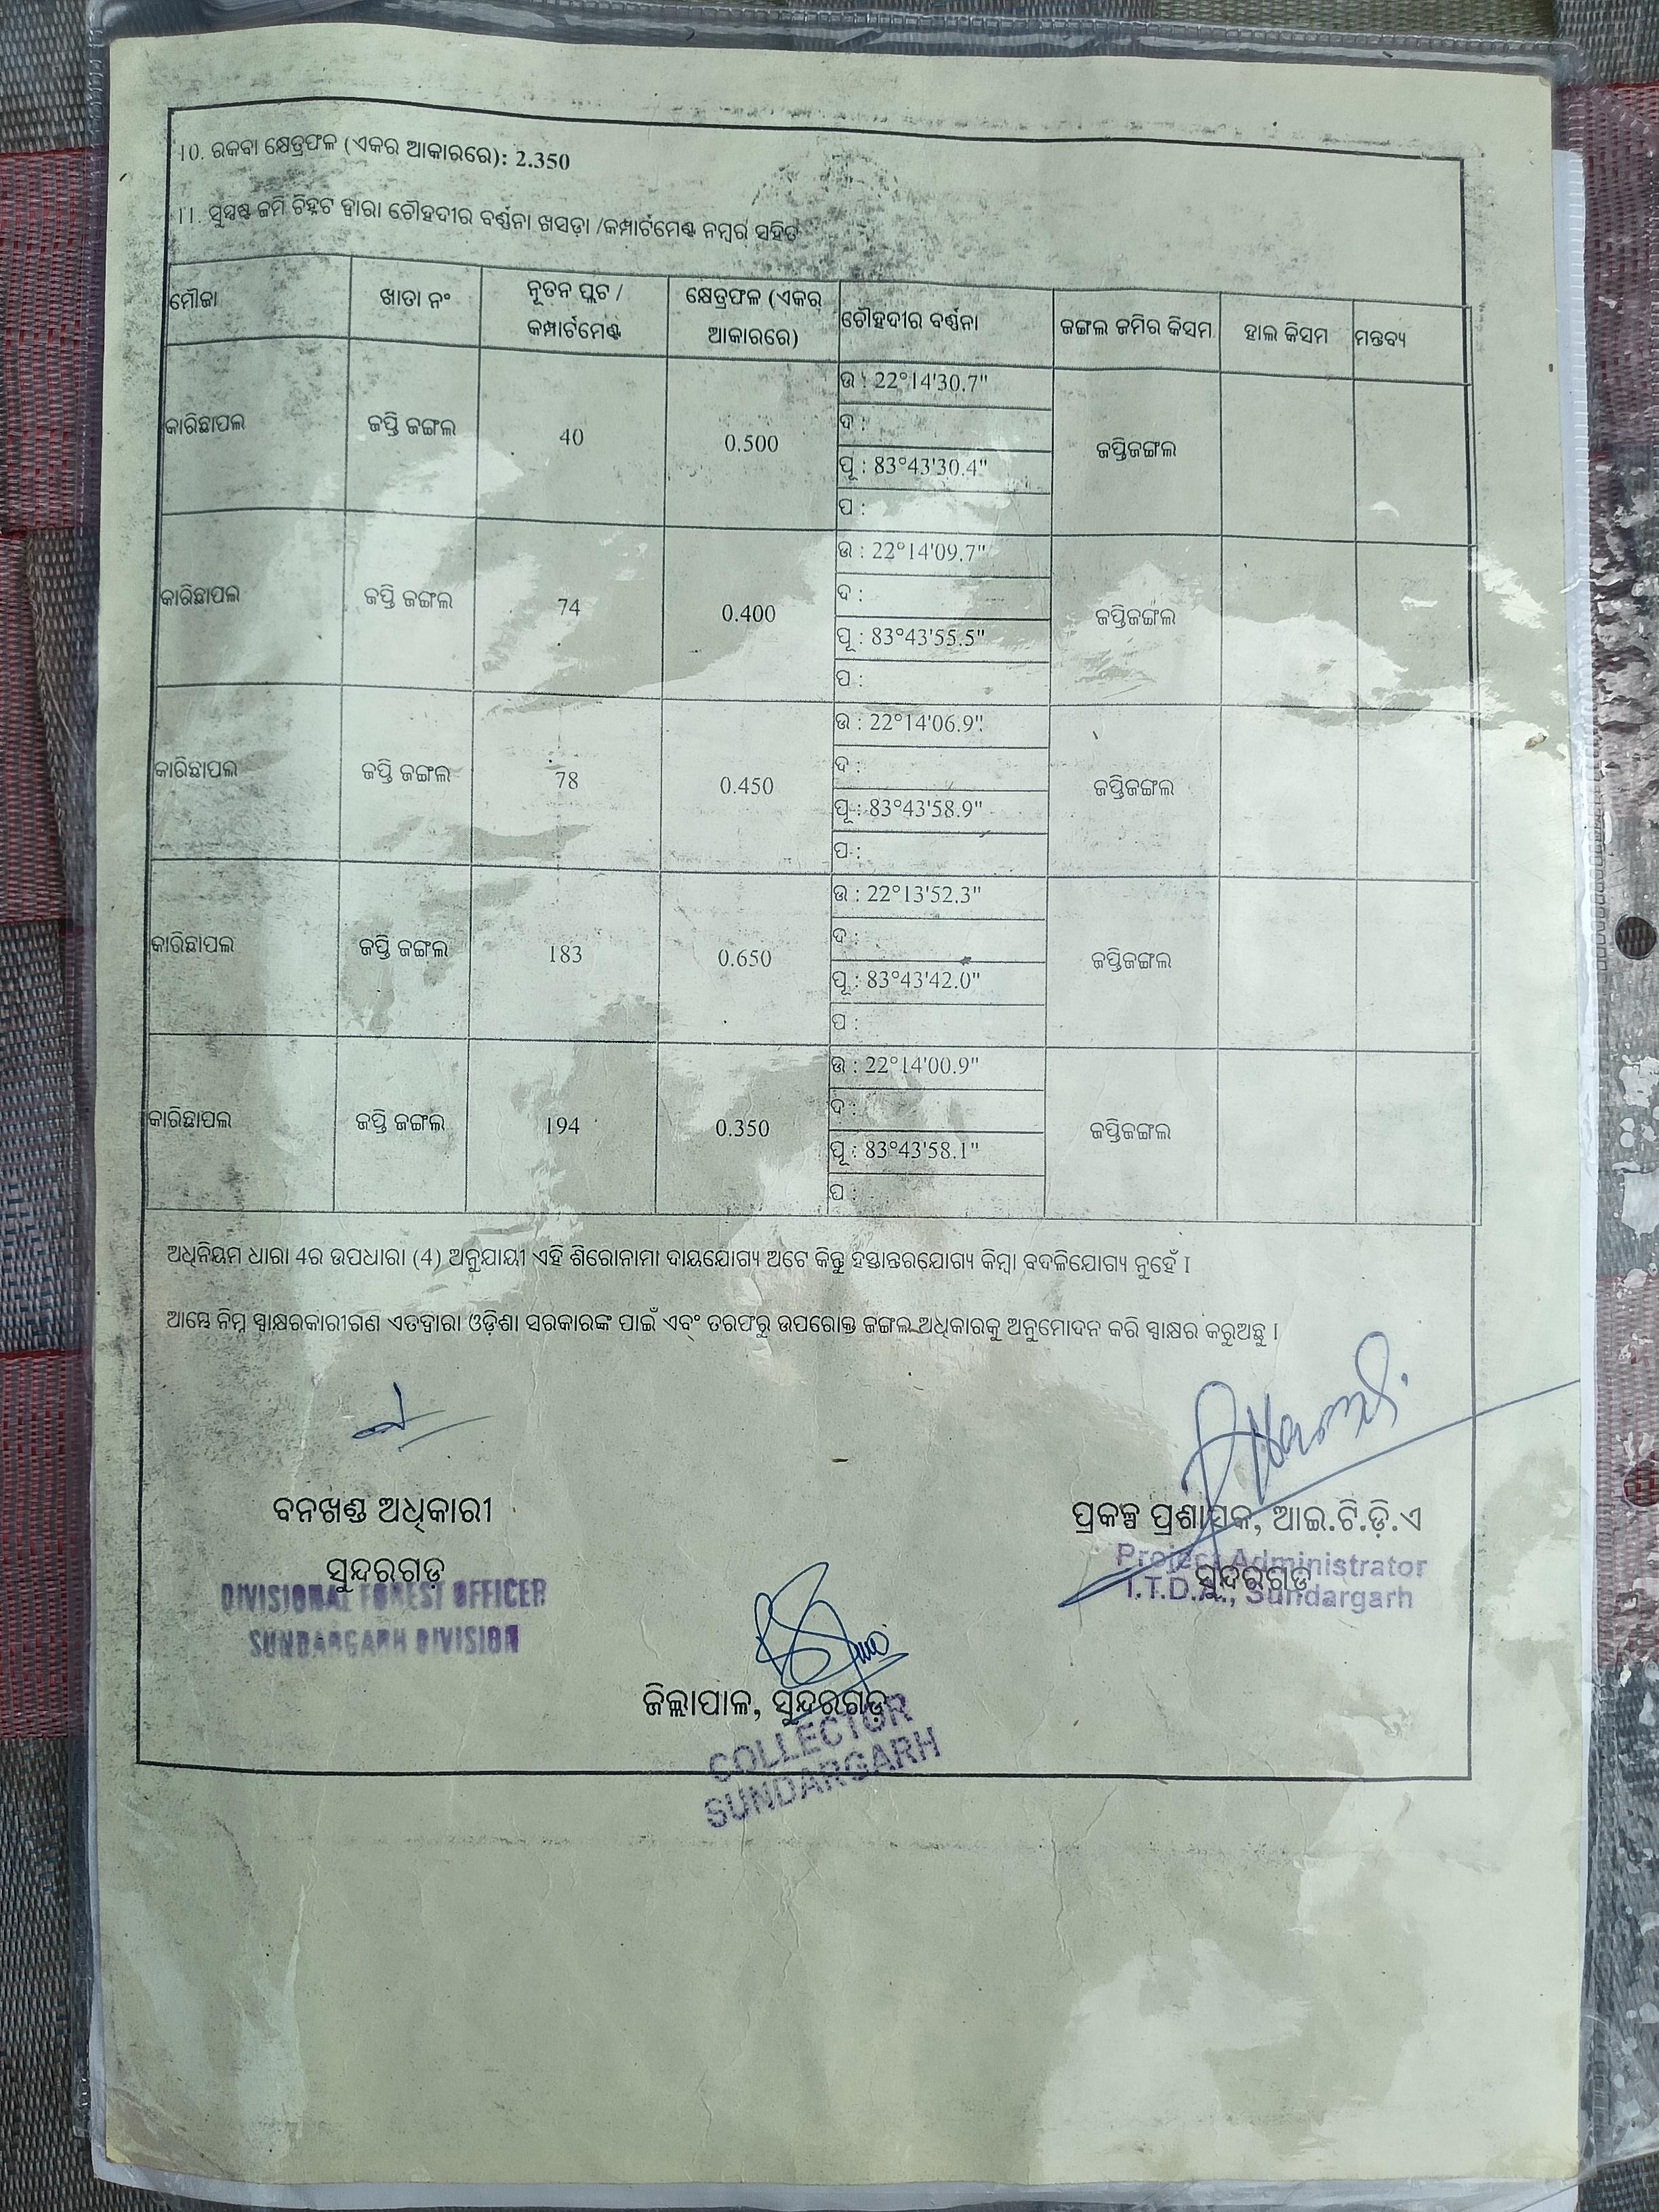 10. ରକବା କ୍ଷେତ୍ରଫଳ (ଏକର ଆକାରରେ): 2.350
11. ସୁସ୍ପଷ୍ଟ ଜମି ଚିହ୍ନଟ ଦ୍ଵାରା ଚୌହଦୀର ବର୍ଣ୍ଣନା ଖସଡ଼ା /କମ୍ପାର୍ଟମେଣ୍ଟ ନମ୍ବର ସହିତ
ମୌଜା ଖାତା ନଂ ନୂତନ ପ୍ଲଟ / କମ୍ପାର୍ଟମେଣ୍ଟ କ୍ଷେତ୍ରଫଳ (ଏକର ଆକାରରେ) ଚୌହଦୀର ବର୍ଣ୍ଣନା ଜଙ୍ଗଲ ଜମିର କିସମ ହାଲ କିସମ ମନ୍ତବ୍ୟ
କାରିଛାପଲ ଜପ୍ତି ଜଙ୍ଗଲ 40 0.500
ଉ : 22°14'30.7"
ଦ :
ପୂ : 83°43'30.4"
ପ :
ଜପ୍ତିଜଙ୍ଗଲ
କାରିଛାପଲ ଜପ୍ତି ଜଙ୍ଗଲ 74 0.400
ଉ : 22°14'09.7"
ଦ :
ପୂ : 83°43'55.5"
ପ :
ଜପ୍ତିଜଙ୍ଗଲ
କାରିଛାପଲ ଜପ୍ତି ଜଙ୍ଗଲ 78 0.450
ଉ : 22°14'06.9"
ଦ :
ପୂ : 83°43'58.9"
ପ :
ଜପ୍ତିଜଙ୍ଗଲ
କାରିଛାପଲ ଜପ୍ତି ଜଙ୍ଗଲ 183 0.650
ଉ : 22°13'52.3"
ଦ :
ପୂ : 83°43'42.0"
ପ :
ଜପ୍ତିଜଙ୍ଗଲ
କାରିଛାପଲ ଜପ୍ତି ଜଙ୍ଗଲ 194 0.350
ଉ : 22°14'00.9"
ଦ :
ପୂ : 83°43'58.1"
ପ :
ଜପ୍ତିଜଙ୍ଗଲ
ଅଧିନିୟମ ଧାରା 4ର ଉପଧାରା (4) ଅନୁଯାୟୀ ଏହି ଶିରୋନାମା ଦାୟଯୋଗ୍ୟ ଅଟେ କିନ୍ତୁ ହସ୍ତାନ୍ତରଯୋଗ୍ୟ କିମ୍ବା ବଦଳିଯୋଗ୍ୟ ନୁହେଁ I
ଆମ୍ଭେ ନିମ୍ନ ସ୍ଵାକ୍ଷରକାରୀଗଣ ଏତଦ୍ଵାରା ଓଡ଼ିଶା ସରକାରଙ୍କ ପାଇଁ ଏବଂ ତରଫରୁ ଉପରୋକ୍ତ ଜଙ୍ଗଲ ଅଧିକାରକୁ ଅନୁମୋଦନ କରି ସ୍ଵାକ୍ଷର କରୁଅଛୁ I
ବନଖଣ୍ଡ ଅଧିକାରୀ
ସୁନ୍ଦରଗଡ଼
DIVISIONAL FOREST OFFICER
SUNDARGARH DIVISION
ପ୍ରକଳ୍ପ ପ୍ରଶାସକ, ଆଇ.ଟି.ଡ଼ି.ଏ
ସୁନ୍ଦରଗଡ଼
Project Administrator
I.T.D.A., Sundargarh
ଜିଲ୍ଲାପାଳ, ସୁନ୍ଦରଗଡ଼
COLLECTOR
SUNDARGARH